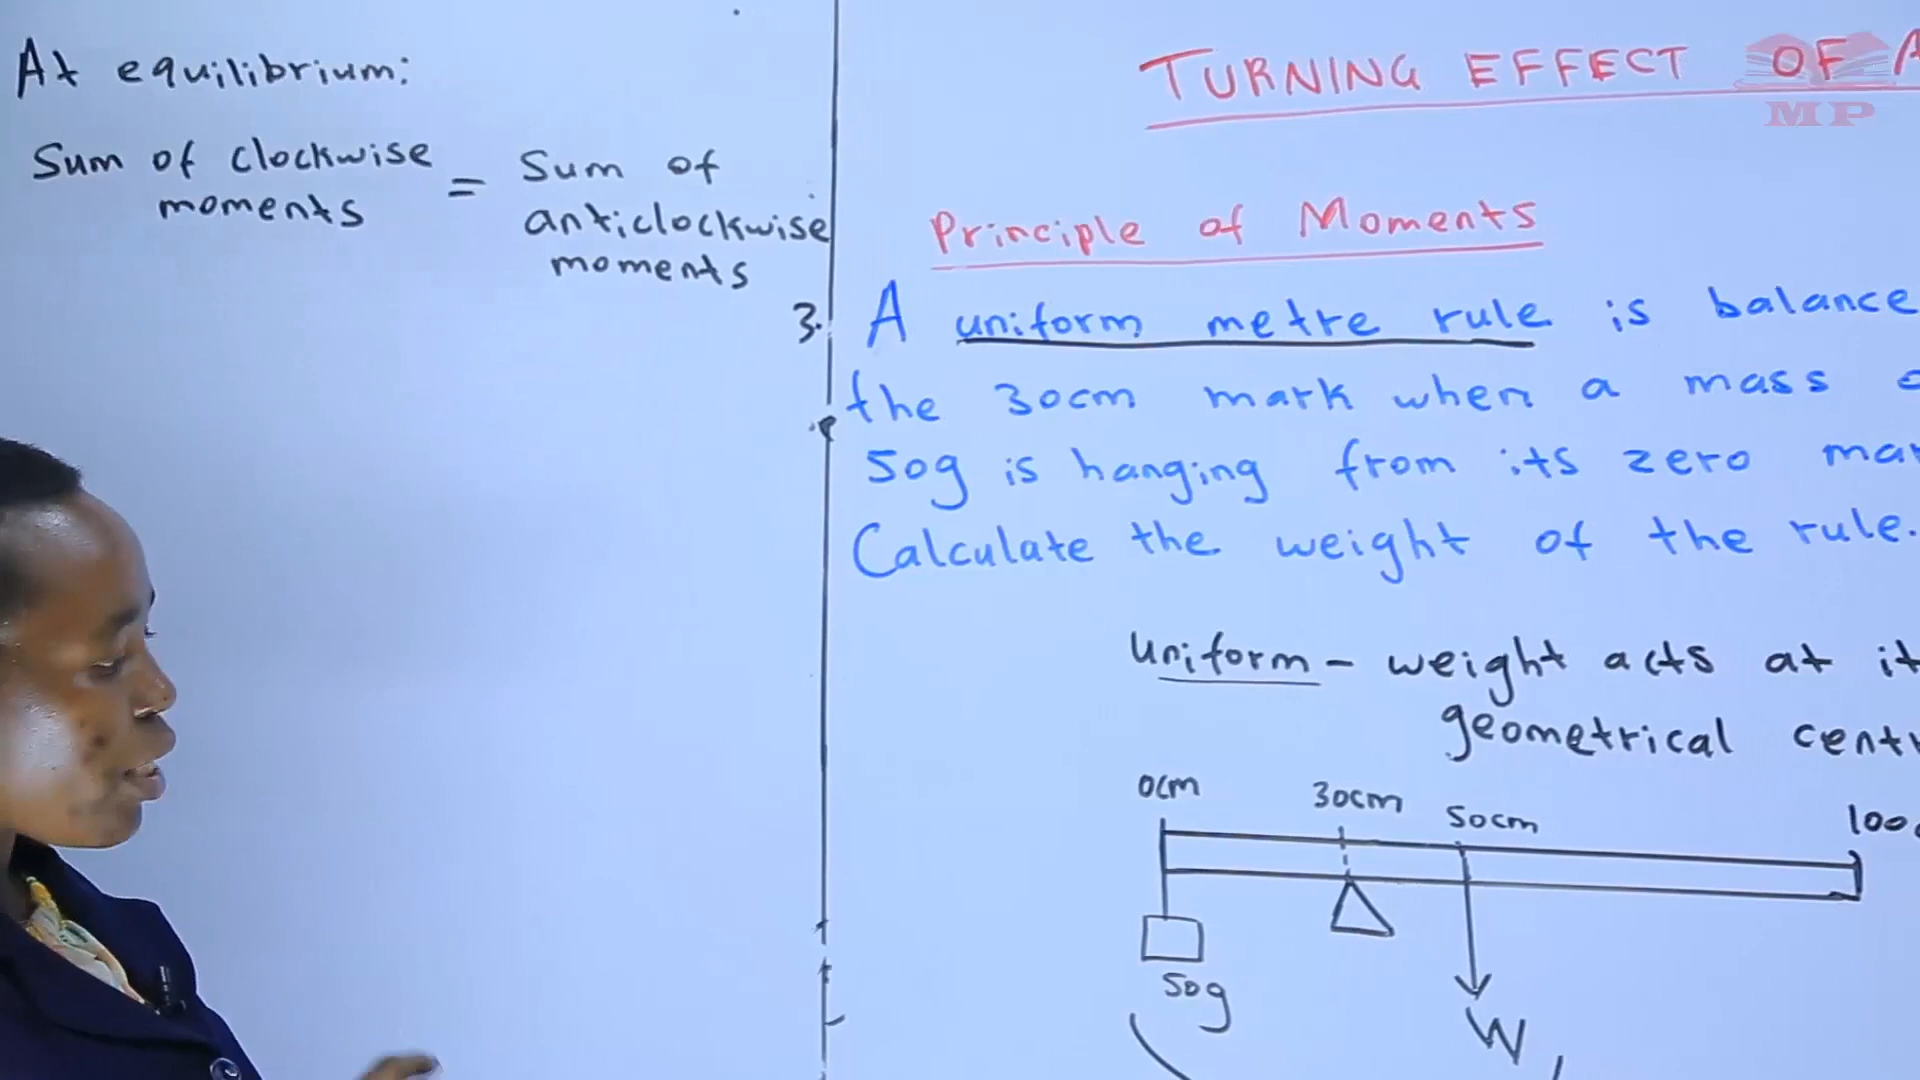 At equilibrium:
Sum of clockwise moments = Sum of anticlockwise moments
TURNING EFFECT OF A
MP
Principle of Moments
3. A uniform metre rule is balance
the 30cm mark when a mass o
50g is hanging from its zero mar
Calculate the weight of the rule.
Uniform - weight acts at it
geometrical centr
0cm 30cm 50cm 100c
50g
W